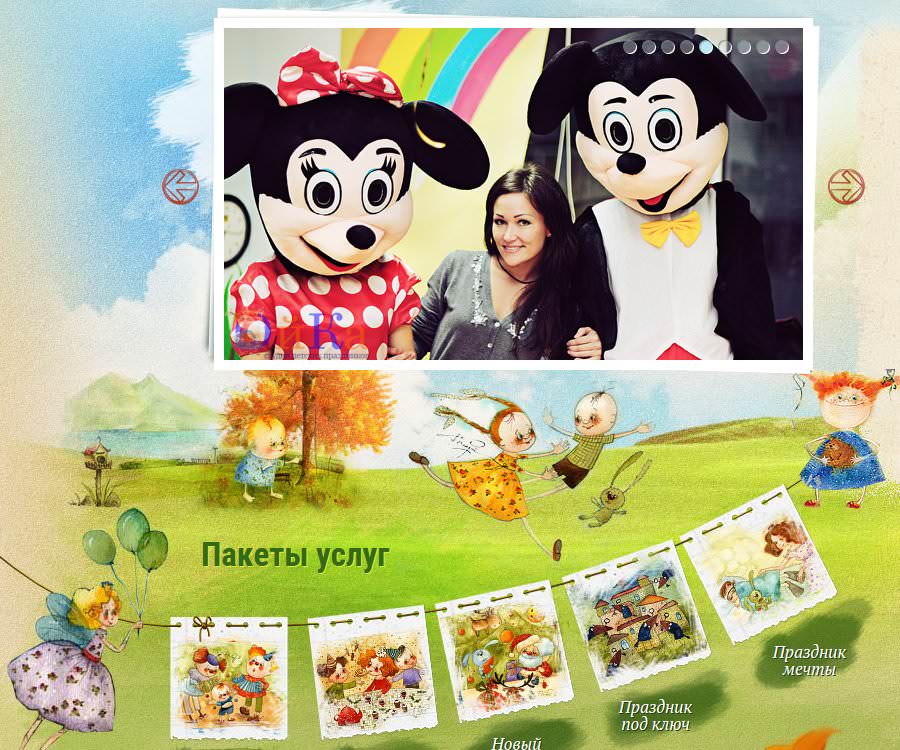 Пакеты услуг
Праздник
мечты
Праздник
под ключ
Новый